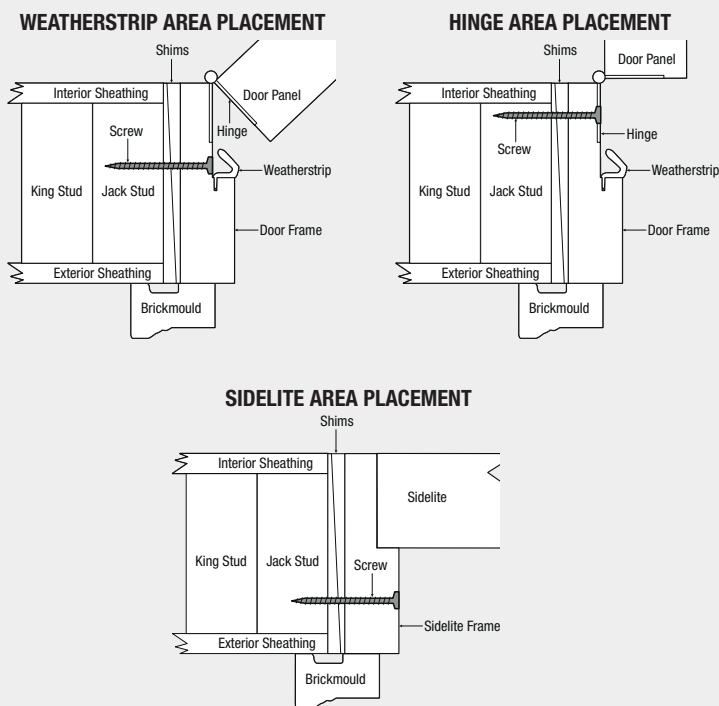 WEATHERSTRIP AREA PLACEMENT
Shims
Interior Sheathing
Door Panel
Screw
Hinge
Weatherstrip
King Stud
Jack Stud
Door Frame
Exterior Sheathing
Brickmould
HINGE AREA PLACEMENT
Shims
Door Panel
Interior Sheathing
Hinge
Screw
Weatherstrip
King Stud
Jack Stud
Door Frame
Exterior Sheathing
Brickmould
SIDELITE AREA PLACEMENT
Shims
Interior Sheathing
Sidelite
King Stud
Jack Stud
Screw
Sidelite Frame
Exterior Sheathing
Brickmould